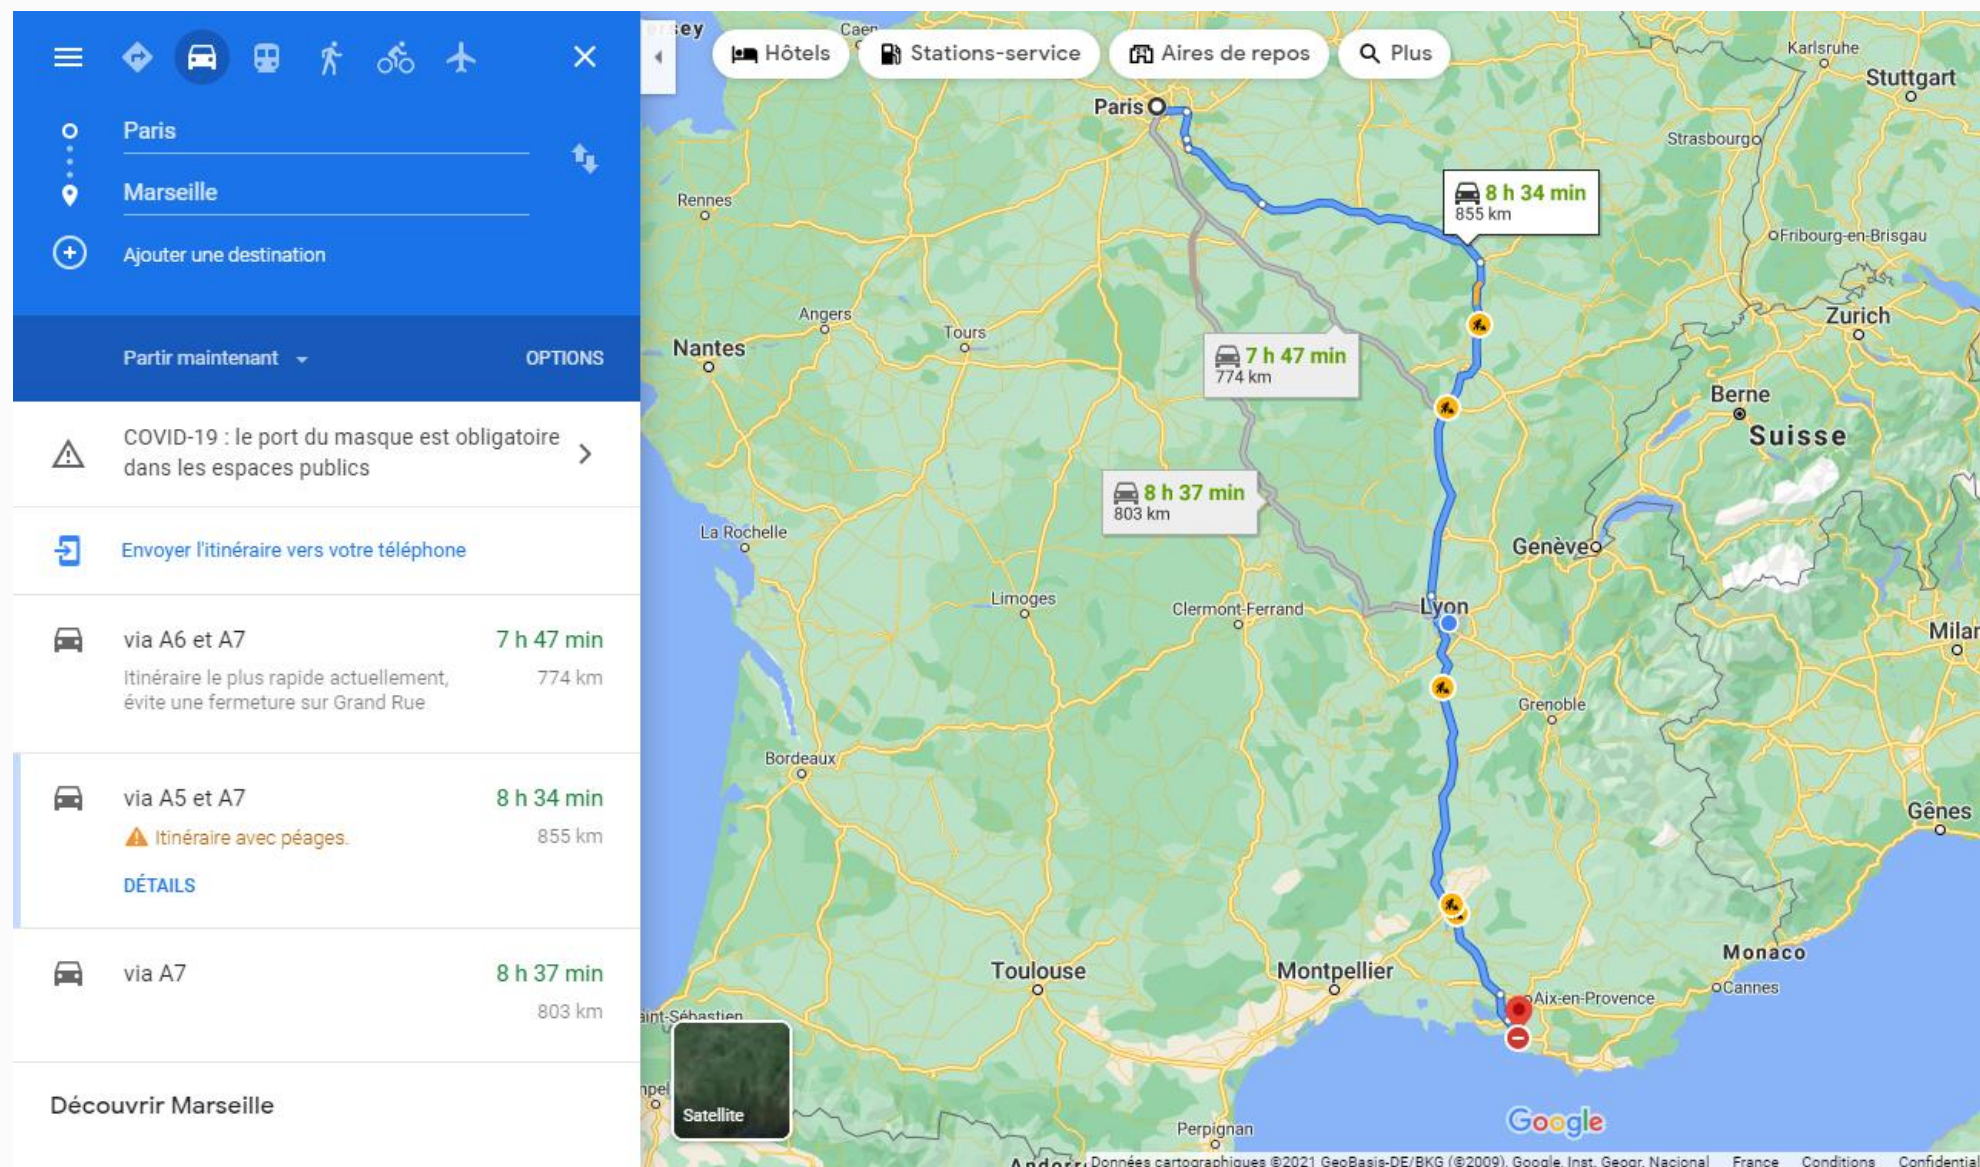 Paris
Marseille
Ajouter une destination
Partir maintenant
OPTIONS
COVID-19 : le port du masque est obligatoire
dans les espaces publics
Envoyer l'itinéraire vers votre téléphone
via A6 et A7
7 h 47 min
Itinéraire le plus rapide actuellement,
évite une fermeture sur Grand Rue
774 km
via A5 et A7
8 h 34 min
Itinéraire avec péages.
855 km
DÉTAILS
via A7
8 h 37 min
803 km
Découvrir Marseille
Hôtels
Stations-service
Aires de repos
Plus
Caen
Karlsruhe
Stuttgart
Paris
Strasbourg
8 h 34 min
855 km
Rennes
Fribourg-en-Brisgau
Angers
Tours
Zurich
Nantes
7 h 47 min
774 km
Berne
Suisse
8 h 37 min
803 km
La Rochelle
Genève
Limoges
Clermont-Ferrand
Lyon
Milan
Grenoble
Bordeaux
Gênes
Monaco
Toulouse
Montpellier
Cannes
Aix-en-Provence
aint-Sébastien
Satellite
Perpignan
Google
Données cartographiques ©2021 GeoBasis-DE/BKG (©2009), Google, Inst. Geogr. Nacional
France
Conditions
Confidential